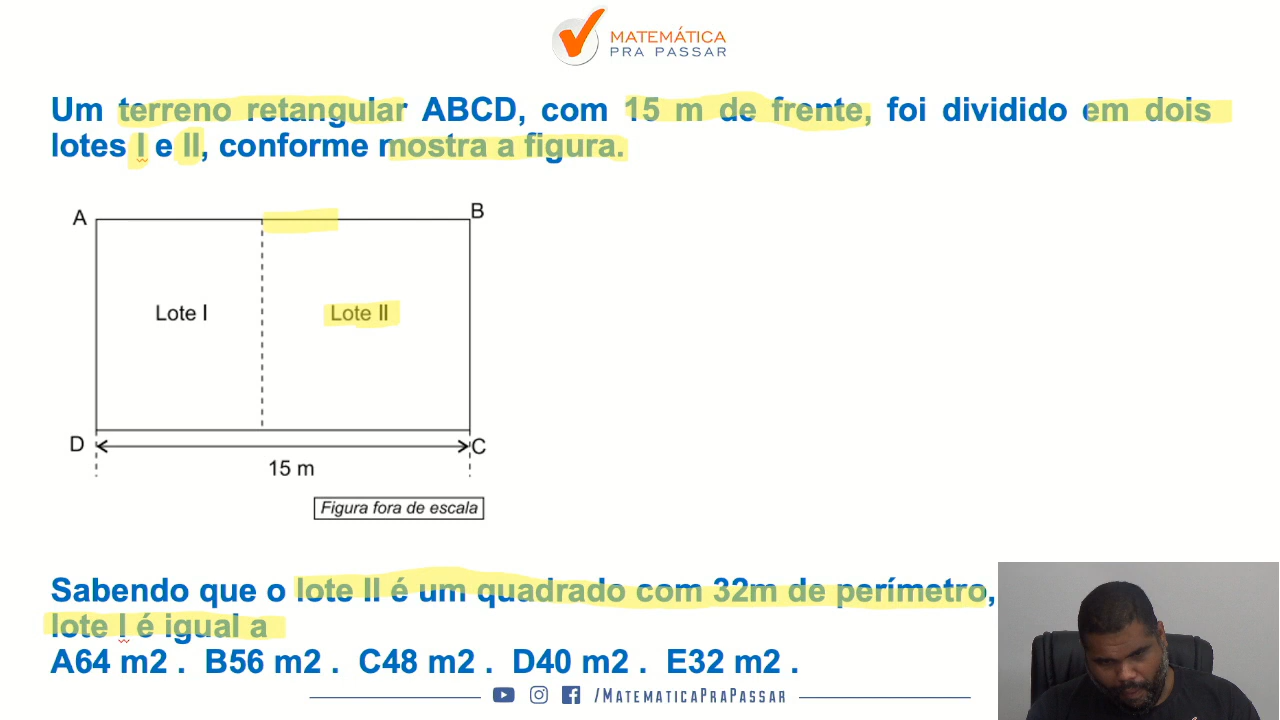 MATEMÁTICA
PRA PASSAR
Um terreno retangular ABCD, com 15 m de frente, foi dividido em dois
lotes I e II, conforme mostra a figura.
A
B
Lote I
Lote II
D
C
15 m
Figura fora de escala
Sabendo que o lote II é um quadrado com 32m de perímetro,
lote I é igual a
A64 m2 . B56 m2 . C48 m2 . D40 m2 . E32 m2 .
/MatematicaPraPassar